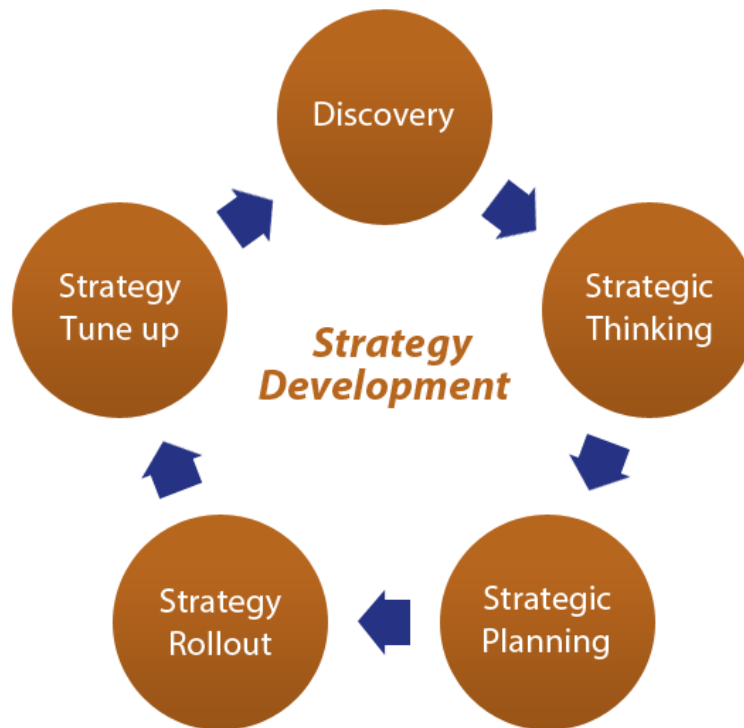 Discovery
Strategic
Thinking
Strategic
Planning
Strategy
Rollout
Strategy
Tune up
Strategy
Development